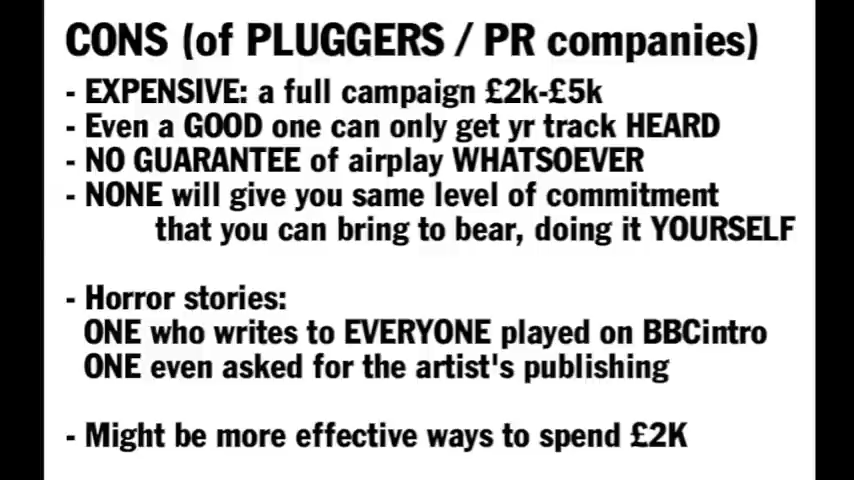 CONS (of PLUGGERS / PR companies)
- EXPENSIVE: a full campaign £2k-£5k
- Even a GOOD one can only get yr track HEARD
- NO GUARANTEE of airplay WHATSOEVER
- NONE will give you same level of commitment
that you can bring to bear, doing it YOURSELF
- Horror stories:
ONE who writes to EVERYONE played on BBCintro
ONE even asked for the artist's publishing
- Might be more effective ways to spend £2K